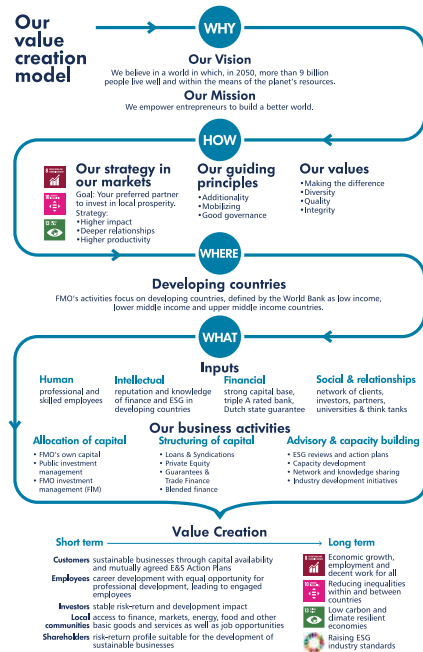 Our
value
creation
model
WHY
Our Vision
We believe in a world in which, in 2050, more than 9 billion
people live well and within the means of the planet's resources.
Our Mission
We empower entrepreneurs to build a better world.
HOW
Our strategy in
our markets
Goal: Your preferred partner
to invest in local prosperity.
Strategy:
•Higher impact
•Deeper relationships
•Higher productivity
Our guiding
principles
•Additionality
•Mobilizing
•Good governance
Our values
•Making the difference
•Diversity
•Quality
•Integrity
WHERE
Developing countries
FMO's activities focus on developing countries, defined by the World Bank as low income,
lower middle income and upper middle income countries.
WHAT
Inputs
Human
professional and
skilled employees
Intellectual
reputation and knowledge
of finance and ESG in
developing countries
Financial
strong capital base,
triple A rated bank,
Dutch state guarantee
Social & relationships
network of clients,
investors, partners,
universities & think tanks
Our business activities
Allocation of capital
• FMO's own capital
• Public investment
management
• FMO investment
management (FIM)
Structuring of capital
• Loans & Syndications
• Private Equity
• Guarantees &
Trade Finance
• Blended finance
Advisory & capacity building
• ESG reviews and action plans
• Capacity development
• Network and knowledge sharing
• Industry development initiatives
Value Creation
Short term
Long term
Customers sustainable businesses through capital availability
and mutually agreed E&S Action Plans
Employees career development with equal opportunity for
professional development, leading to engaged
employees
Investors stable risk-return and development impact
Local access to finance, markets, energy, food and other
communities basic goods and services as well as job opportunities
Shareholders risk-return profile suitable for the development of
sustainable businesses
Economic growth,
employment and
decent work for all
Reducing inequalities
within and between
countries
Low carbon and
climate resilient
economies
Raising ESG
industry standards